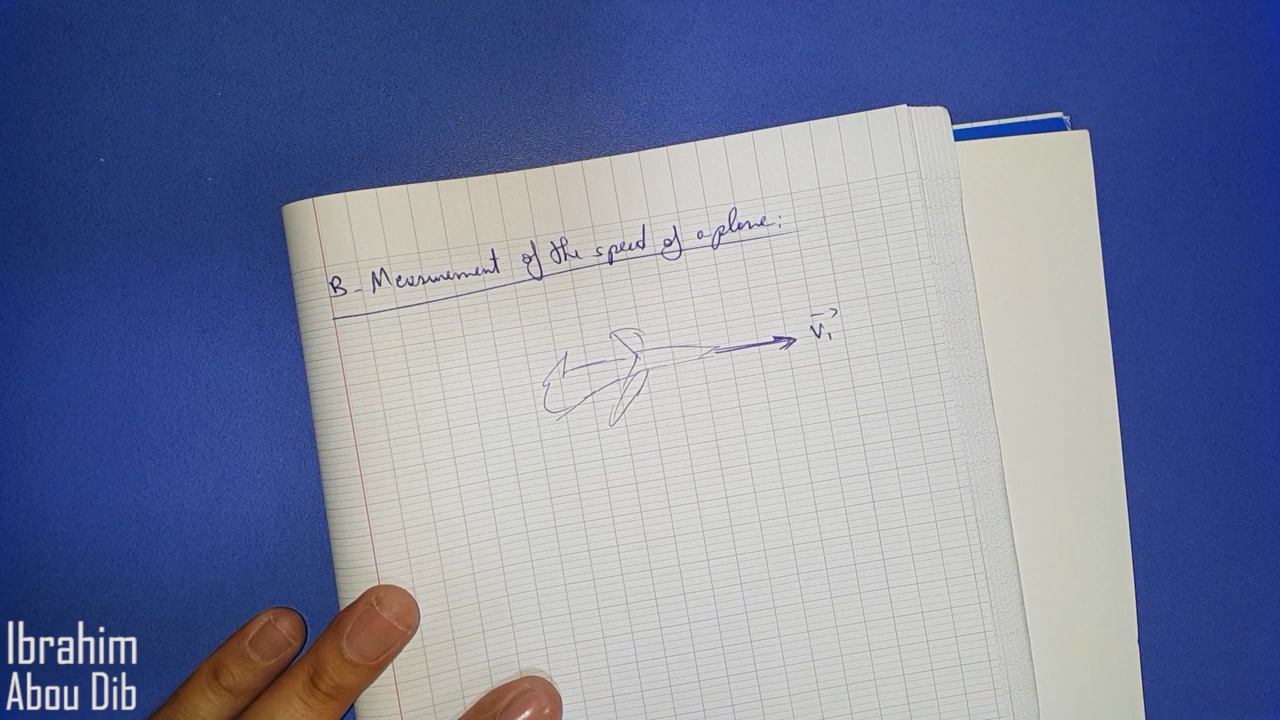 B- Measurement of the speed of a plane:
V₁
Ibrahim
Abou Dib